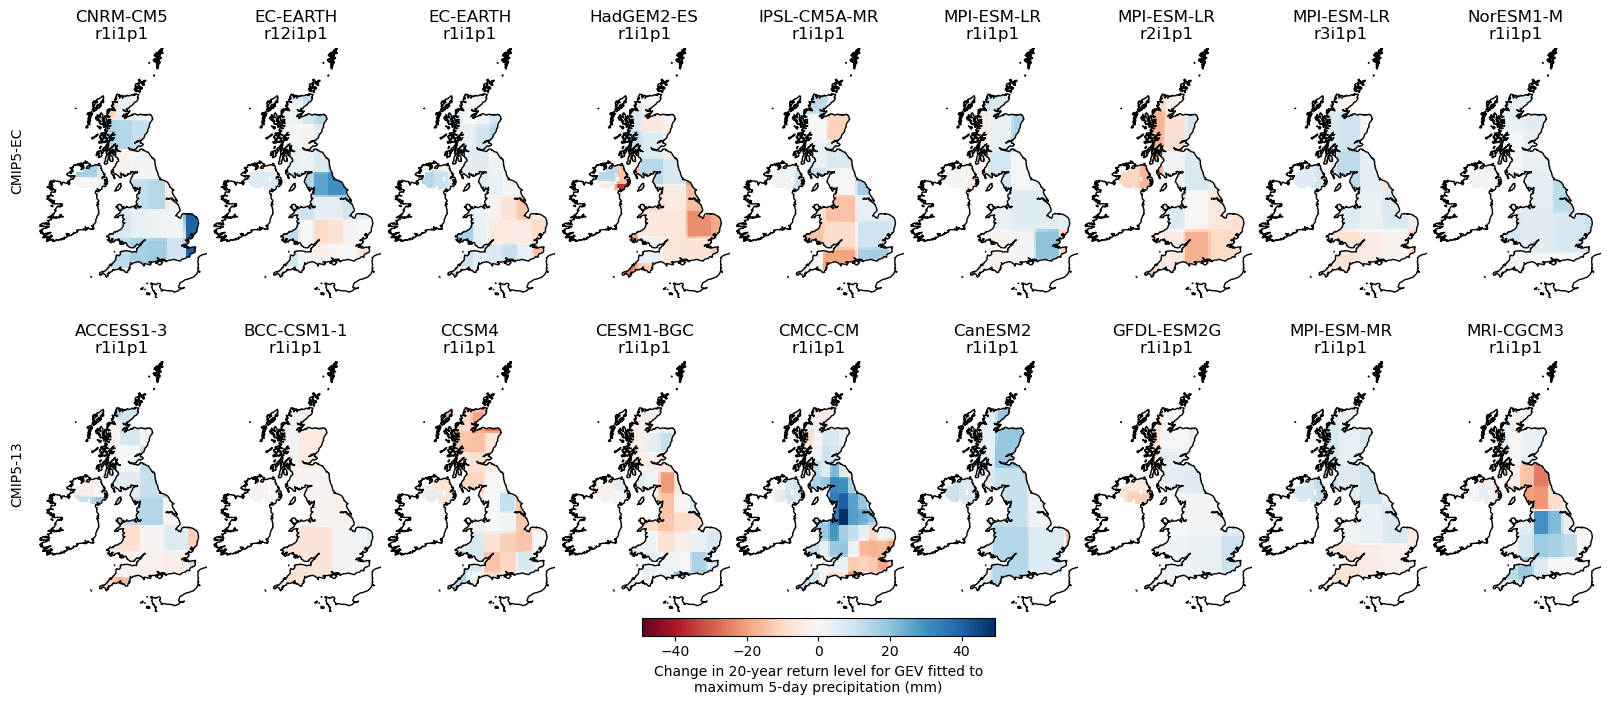 CNRM-CM5
r1i1p1
EC-EARTH
r12i1p1
EC-EARTH
r1i1p1
HadGEM2-ES
r1i1p1
IPSL-CM5A-MR
r1i1p1
MPI-ESM-LR
r1i1p1
MPI-ESM-LR
r2i1p1
MPI-ESM-LR
r3i1p1
NorESM1-M
r1i1p1
CMIP5-EC
ACCESS1-3
r1i1p1
BCC-CSM1-1
r1i1p1
CCSM4
r1i1p1
CESM1-BGC
r1i1p1
CMCC-CM
r1i1p1
CanESM2
r1i1p1
GFDL-ESM2G
r1i1p1
MPI-ESM-MR
r1i1p1
MRI-CGCM3
r1i1p1
CMIP5-13
−40 −20 0 20 40
Change in 20-year return level for GEV fitted to
maximum 5-day precipitation (mm)